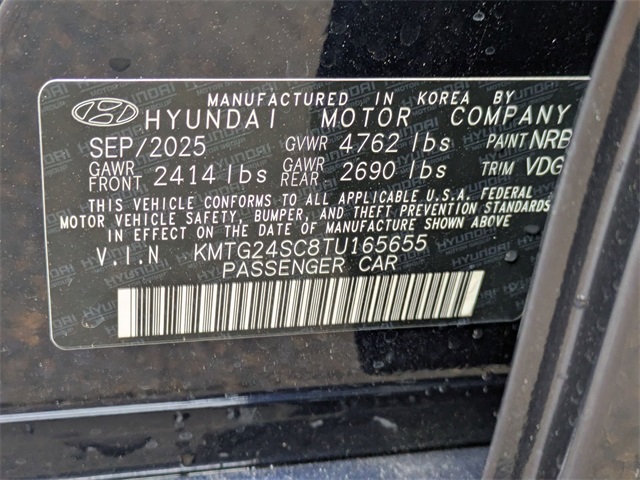 MANUFACTURED IN KOREA BY
HYUNDAI MOTOR COMPANY
SEP/2025 GVWR 4762 lbs PAINT NRB
GAWR FRONT 2414 lbs GAWR REAR 2690 lbs TRIM VDG
THIS VEHICLE CONFORMS TO ALL APPLICABLE U.S.A. FEDERAL
MOTOR VEHICLE SAFETY, BUMPER, AND THEFT PREVENTION STANDARDS
IN EFFECT ON THE DATE OF MANUFACTURE SHOWN ABOVE
V.I.N KMTG24SC8TU165655
PASSENGER CAR